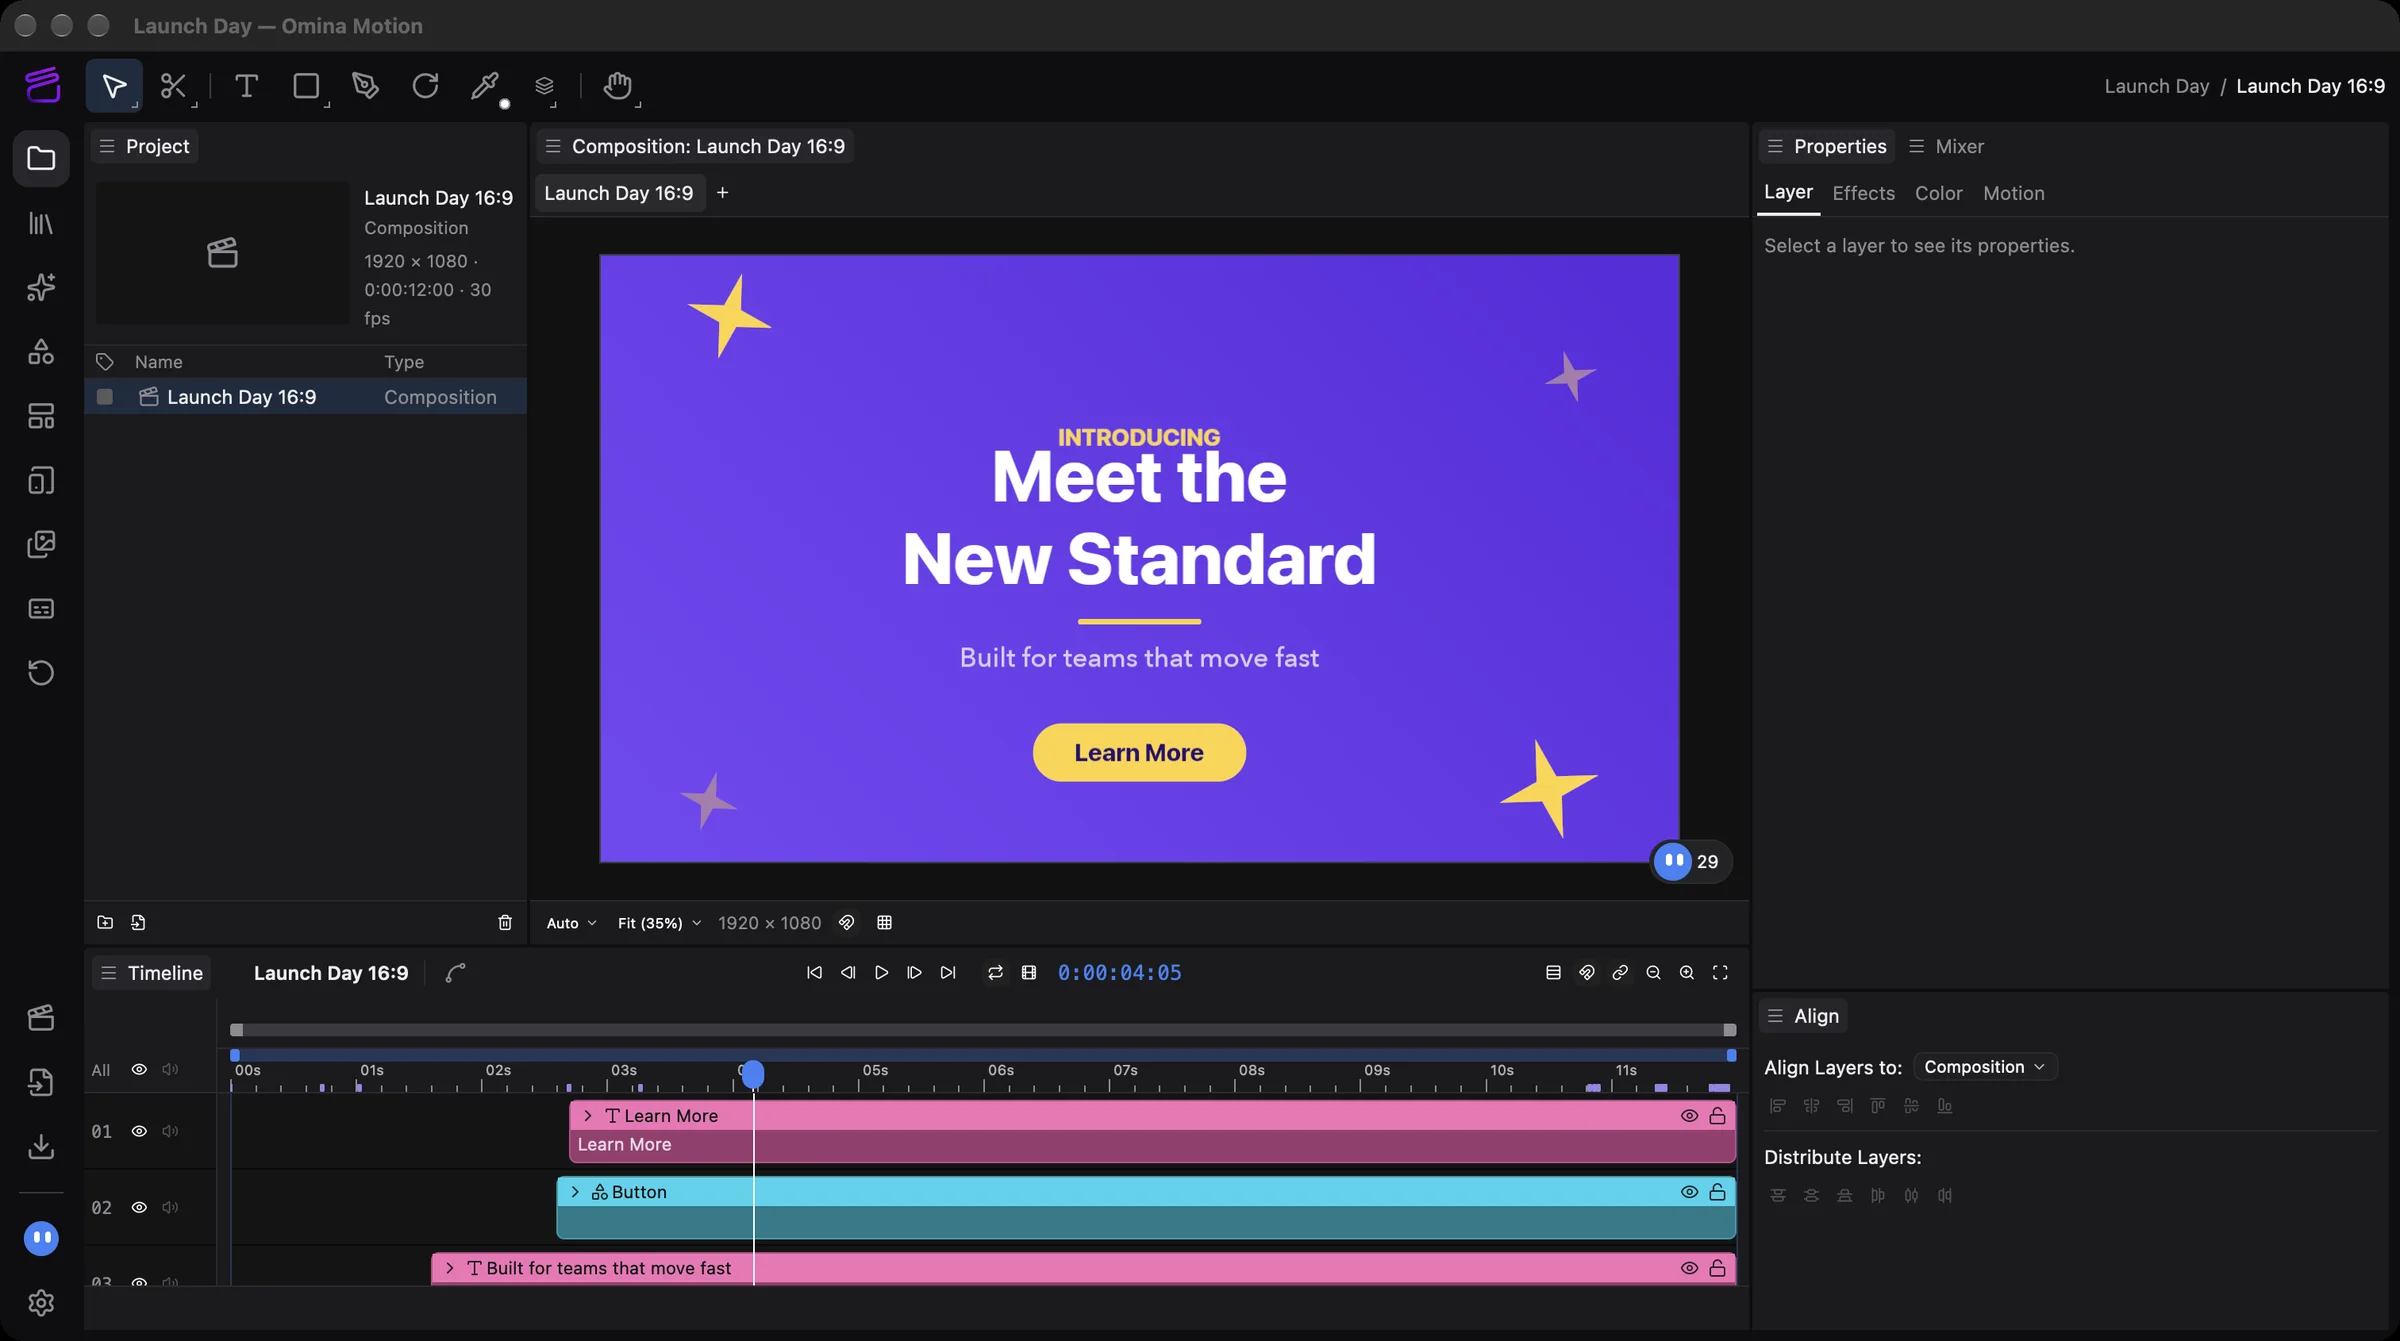 Launch Day — Omina Motion
Launch Day / Launch Day 16:9
Project
Launch Day 16:9
Composition
1920 × 1080 ·
0:00:12:00 · 30
fps
Name Type
Launch Day 16:9 Composition
Composition: Launch Day 16:9
Launch Day 16:9 +
INTRODUCING
Meet the
New Standard
Built for teams that move fast
Learn More
29
Auto Fit (35%) 1920 × 1080
Properties Mixer
Layer Effects Color Motion
Select a layer to see its properties.
Timeline Launch Day 16:9 0:00:04:05
All 00s 01s 02s 03s 05s 06s 07s 08s 09s 10s 11s
01 Learn More
Learn More
02 Button
03 Built for teams that move fast
Align
Align Layers to: Composition
Distribute Layers: